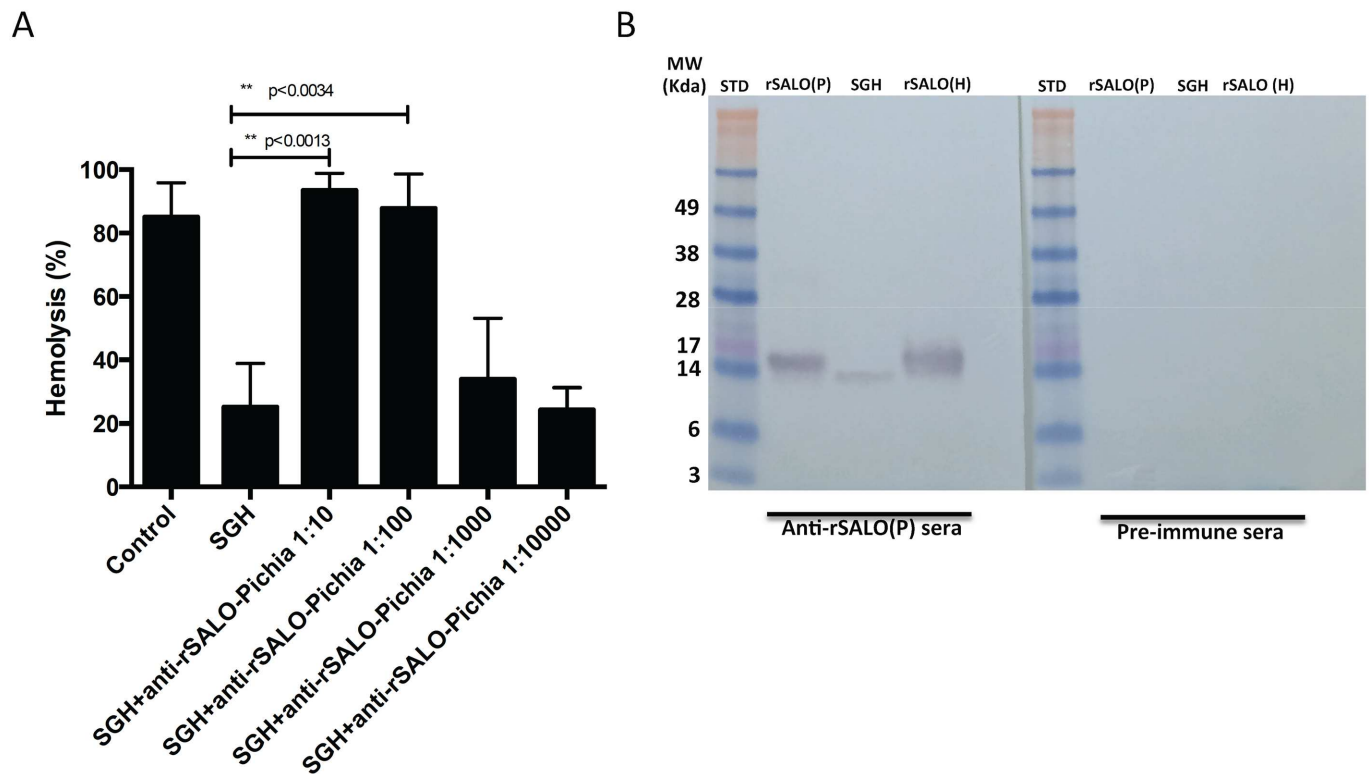 A
** p<0.0034
** p<0.0013
Hemolysis (%)
100
80
60
40
20
0
Control
SGH
SGH+anti-rSALO-Pichia 1:10
SGH+anti-rSALO-Pichia 1:100
SGH+anti-rSALO-Pichia 1:1000
SGH+anti-rSALO-Pichia 1:10000
B
MW
(Kda) STD rSALO(P) SGH rSALO(H) STD rSALO(P) SGH rSALO (H)
49
38
28
17
14
6
3
Anti-rSALO(P) sera Pre-immune sera